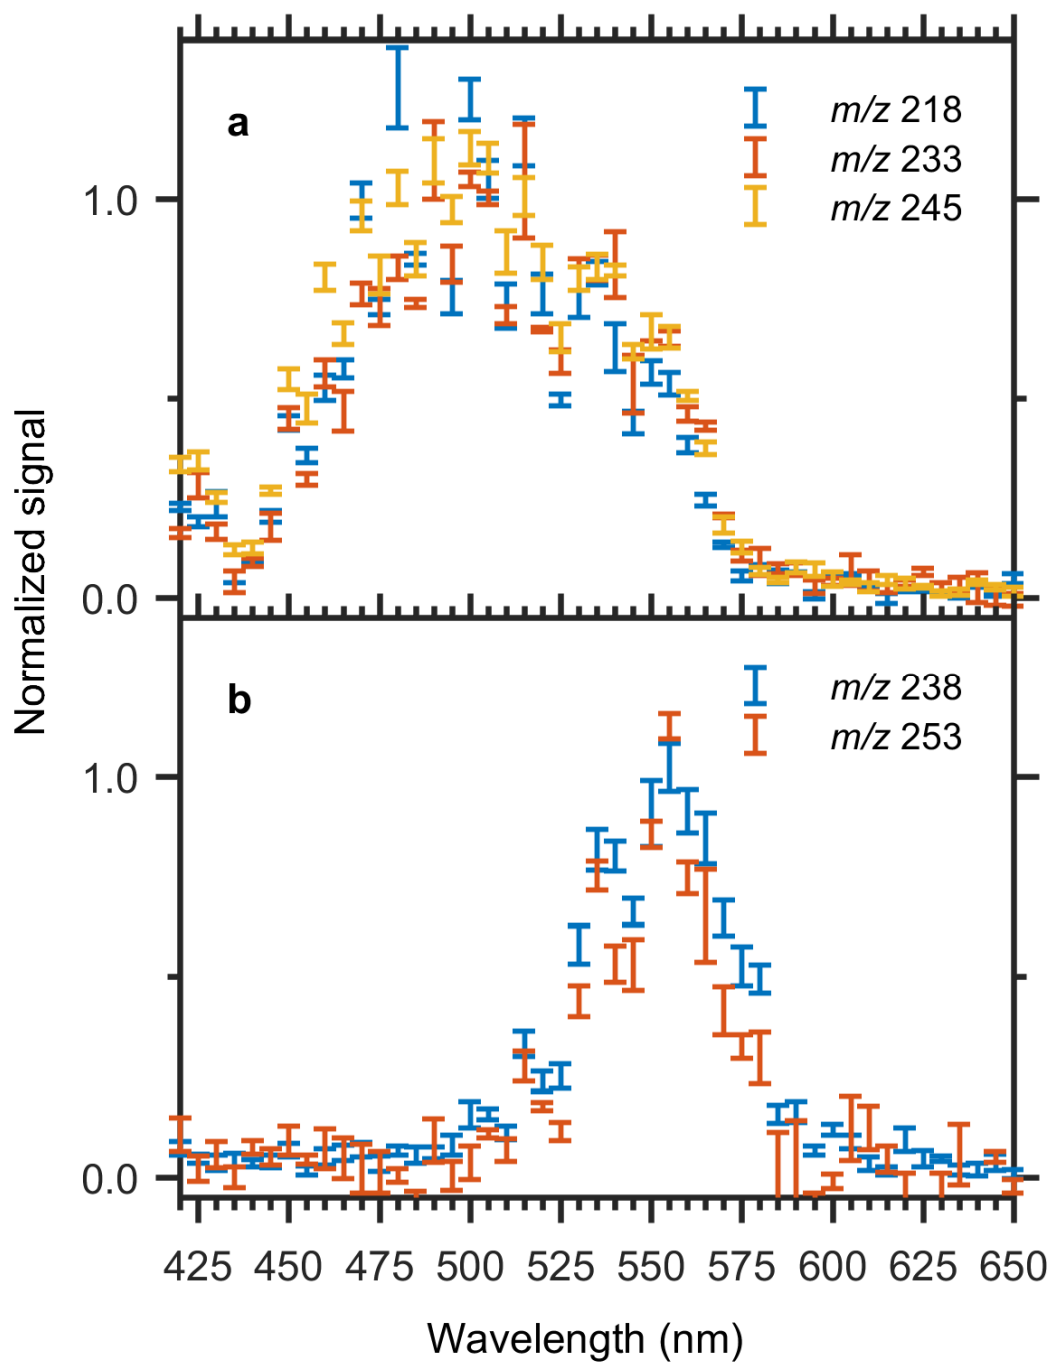 a
m/z 218
m/z 233
m/z 245
1.0
0.0
Normalized signal
b
m/z 238
m/z 253
1.0
0.0
425 450 475 500 525 550 575 600 625 650
Wavelength (nm)